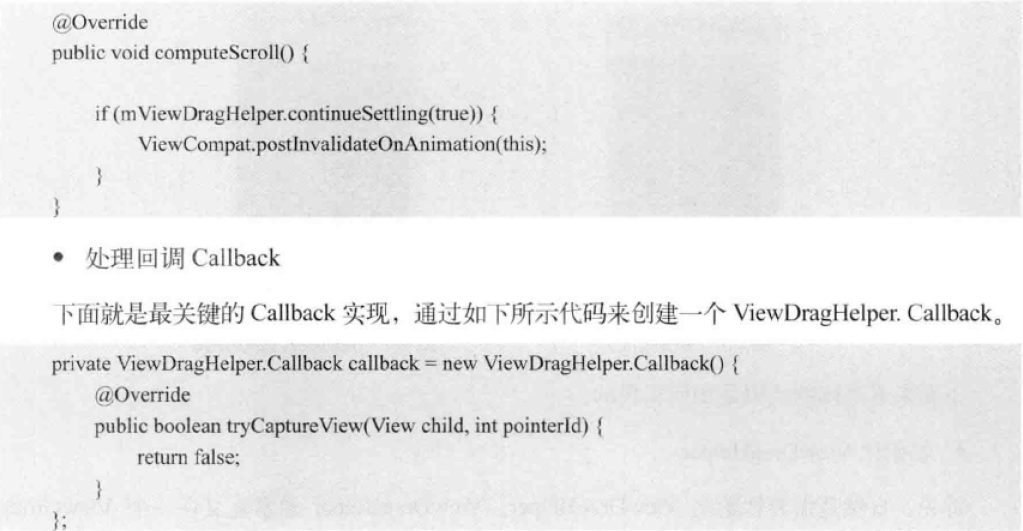 @Override
public void computeScroll() {
if (mViewDragHelper.continueSettling(true)) {
ViewCompat.postInvalidateOnAnimation(this);
}
}
• 处理回调 Callback
下面就是最关键的 Callback 实现，通过如下所示代码来创建一个 ViewDragHelper. Callback。
private ViewDragHelper.Callback callback = new ViewDragHelper.Callback() {
@Override
public boolean tryCaptureView(View child, int pointerId) {
return false;
}
};